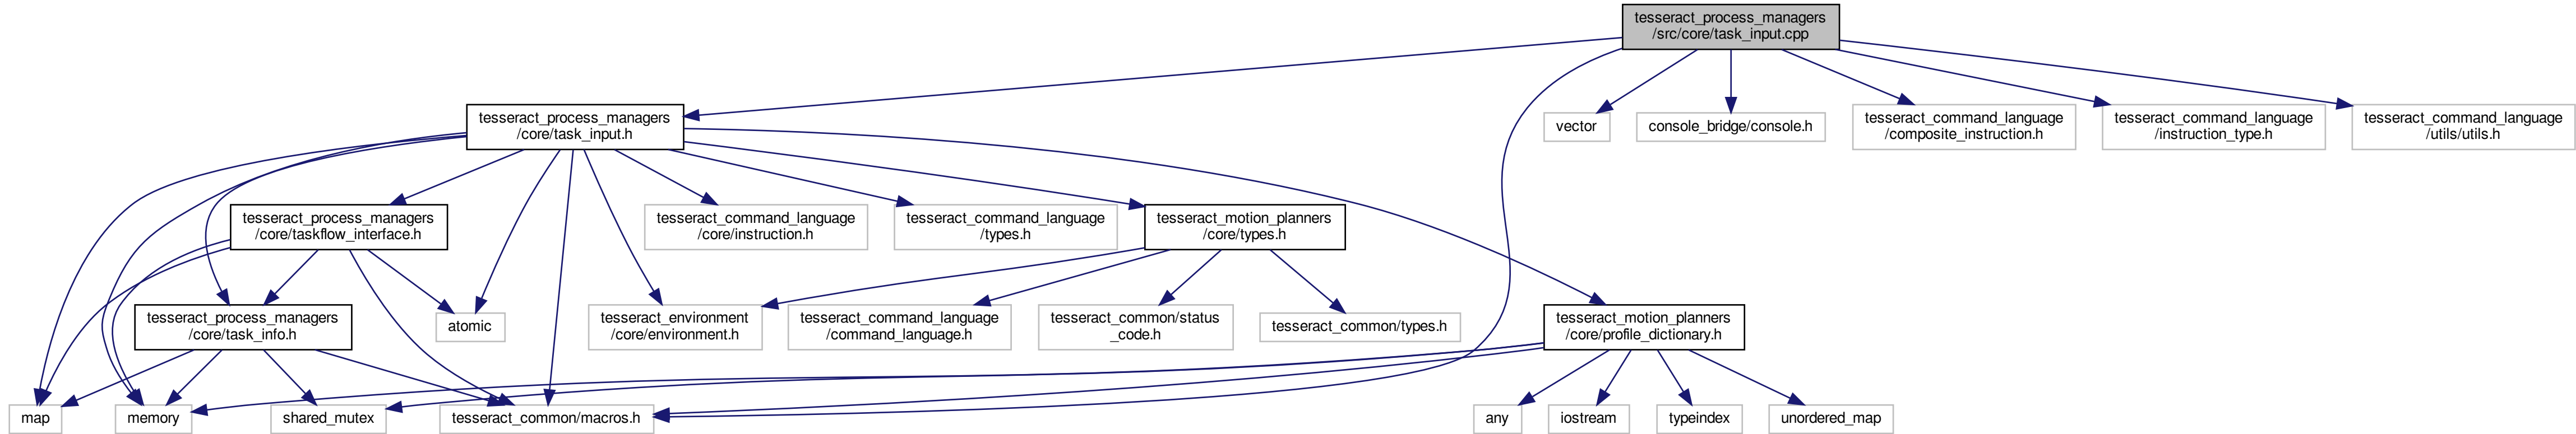 tesseract_process_managers
/src/core/task_input.cpp
tesseract_process_managers
/core/task_input.h
vector
console_bridge/console.h
tesseract_command_language
/composite_instruction.h
tesseract_command_language
/instruction_type.h
tesseract_command_language
/utils/utils.h
tesseract_process_managers
/core/taskflow_interface.h
tesseract_command_language
/core/instruction.h
tesseract_command_language
/types.h
tesseract_motion_planners
/core/types.h
tesseract_process_managers
/core/task_info.h
atomic
tesseract_environment
/core/environment.h
tesseract_command_language
/command_language.h
tesseract_common/status
_code.h
tesseract_common/types.h
tesseract_motion_planners
/core/profile_dictionary.h
map
memory
shared_mutex
tesseract_common/macros.h
any
iostream
typeindex
unordered_map